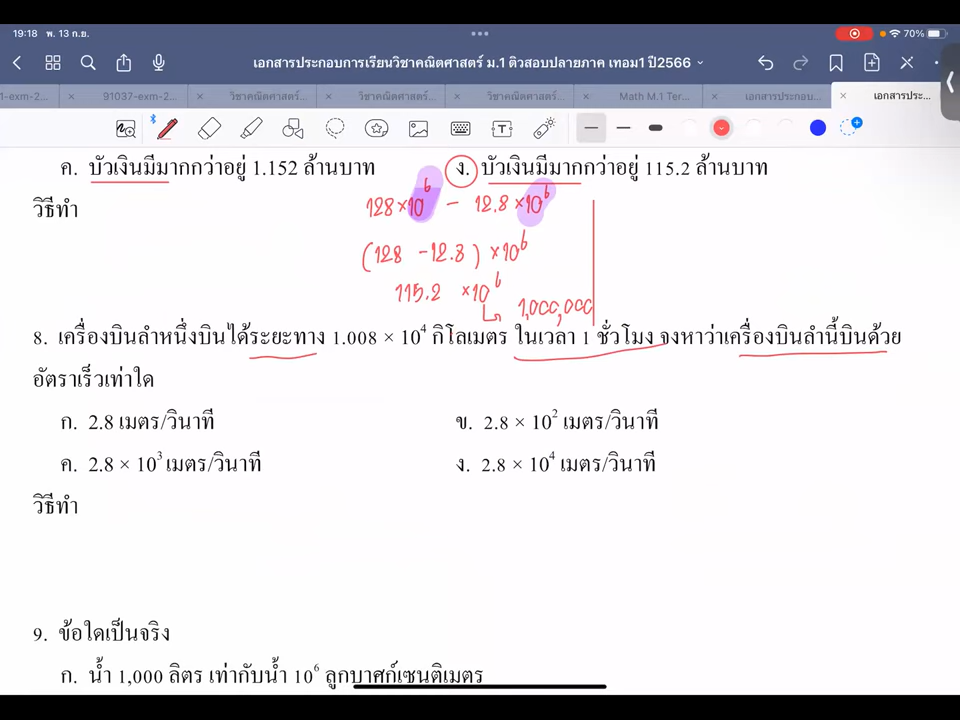 19:18 พ. 13 ก.ย.
70%
เอกสารประกอบการเรียนวิชาคณิตศาสตร์ ม.1 ติวสอบปลายภาค เทอม1 ปี2566
1-exm-2...
91037-exm-2...
วิชาคณิตศาสตร์...
วิชาคณิตศาสตร์...
วิชาคณิตศาสตร์...
Math M.1 Ter...
เอกสารประกอบ...
เอกสารประ...
ค. บัวเงินมีมากกว่าอยู่ 1.152 ล้านบาท ง. บัวเงินมีมากกว่าอยู่ 115.2 ล้านบาท
วิธีทำ
128 × 10⁶ − 12.8 × 10⁶
(128 − 12.8) × 10⁶
115.2 × 10⁶
1,000,000
8. เครื่องบินลำหนึ่งบินได้ระยะทาง 1.008 × 10⁴ กิโลเมตร ในเวลา 1 ชั่วโมง จงหาว่าเครื่องบินลำนี้บินด้วย
อัตราเร็วเท่าใด
ก. 2.8 เมตร/วินาที ข. 2.8 × 10² เมตร/วินาที
ค. 2.8 × 10³ เมตร/วินาที ง. 2.8 × 10⁴ เมตร/วินาที
วิธีทำ
9. ข้อใดเป็นจริง
ก. น้ำ 1,000 ลิตร เท่ากับน้ำ 10⁶ ลูกบาศก์เซนติเมตร